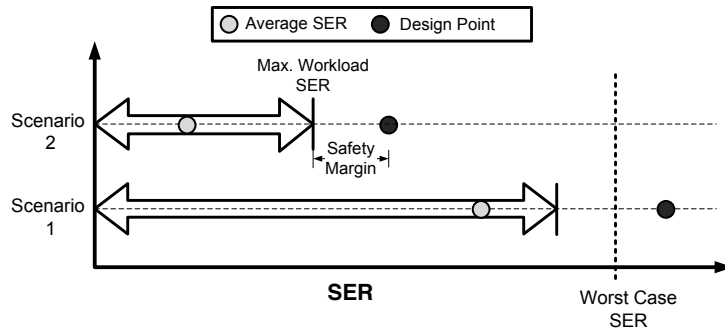 Average SER Design Point
Max. Workload
SER
Scenario
2
Safety
Margin
Scenario
1
SER
Worst Case
SER